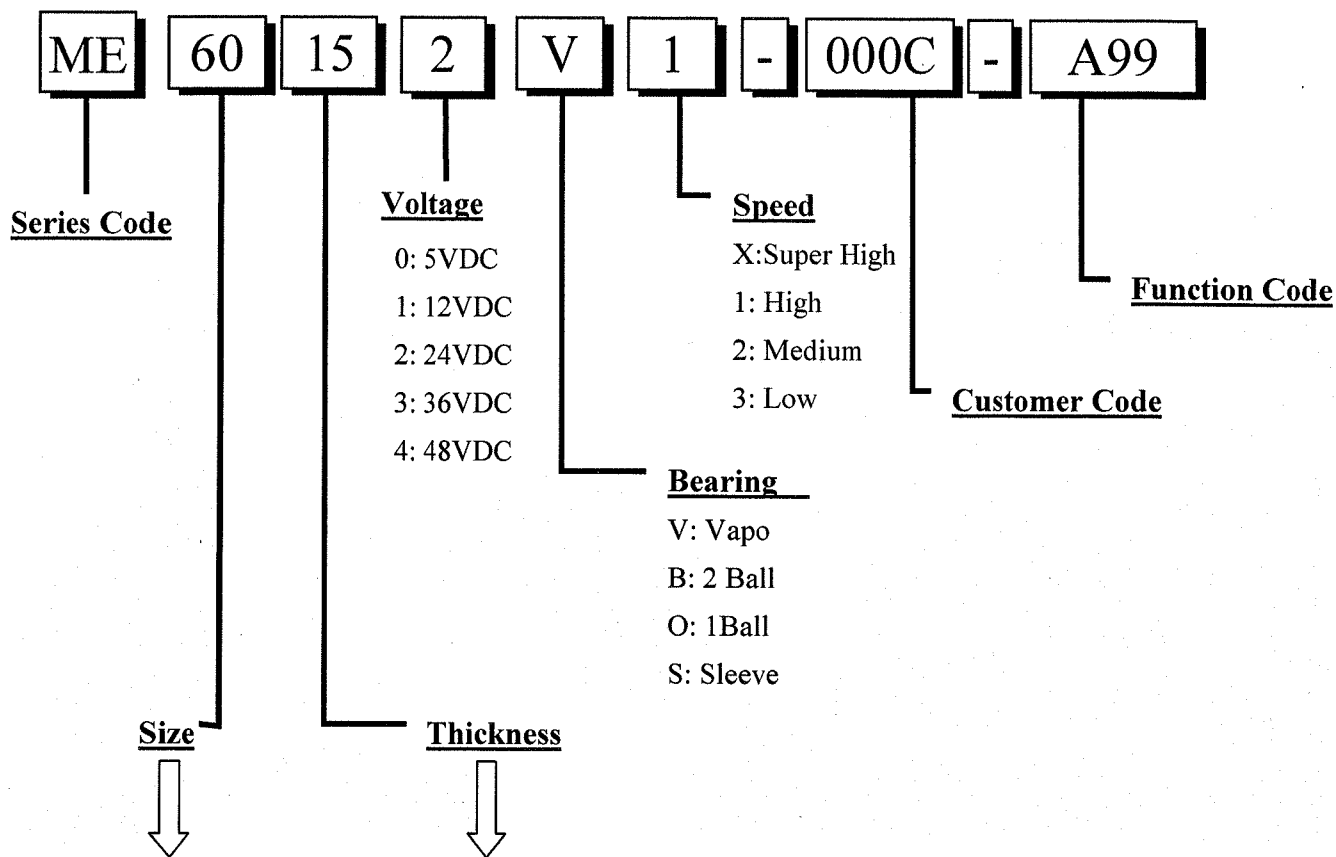 ME 60 15 2 V 1 - 000C - A99
Series Code
Voltage
0: 5VDC
1: 12VDC
2: 24VDC
3: 36VDC
4: 48VDC
Speed
X:Super High
1: High
2: Medium
3: Low
Function Code
Customer Code
Bearing
V: Vapo
B: 2 Ball
O: 1Ball
S: Sleeve
Size
Thickness